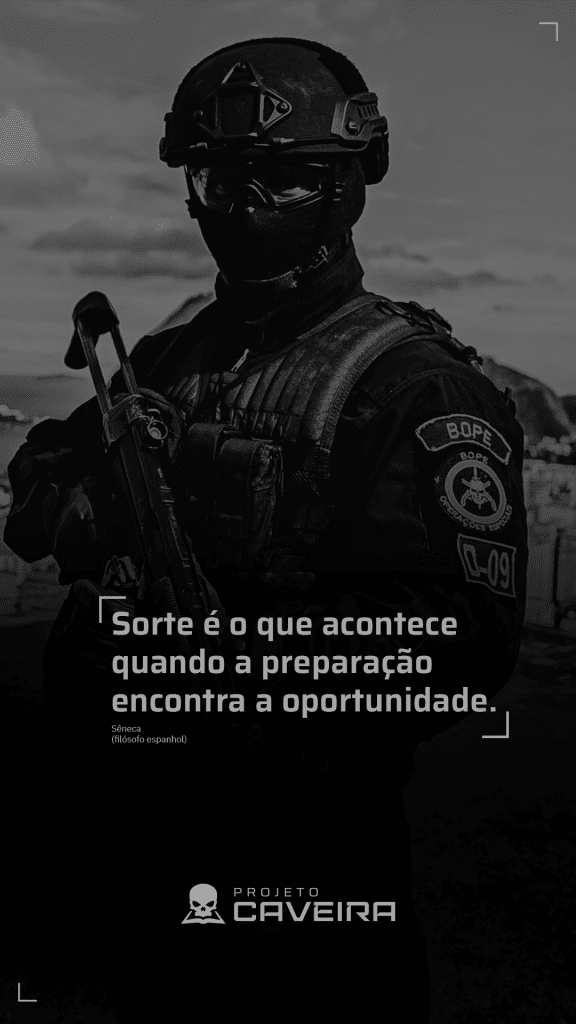 BOPE
BOPE
OPERAÇÕES ESPECIAIS
D-09
Sorte é o que acontece
quando a preparação
encontra a oportunidade.
Sêneca
(filósofo espanhol)
PROJETO
CAVEIRA